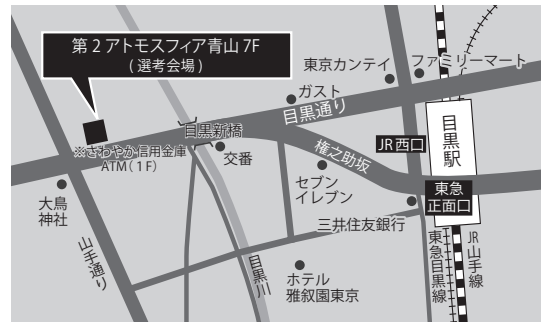 第2アトモスフィア青山7F
(選考会場)
東京カンテイ
ファミリーマート
ガスト
目黒通り
目黒駅
目黒新橋
JR西口
権之助坂
※さわやか信用金庫
ATM(1F)
交番
セブン
イレブン
東急
正面口
大鳥
神社
三井住友銀行
山手通り
目黒川
ホテル
雅叙園東京
東急目黒線
JR山手線